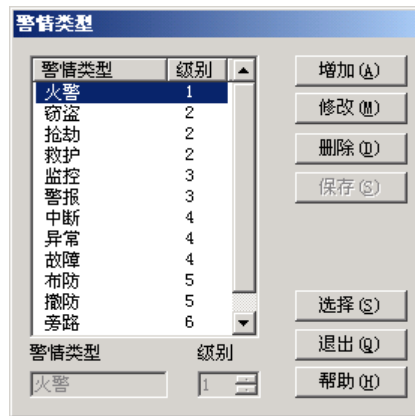 警情类型
警情类型 级别
火警 1
窃盗 2
抢劫 2
救护 2
监控 3
警报 3
中断 4
异常 4
故障 4
布防 5
撤防 5
旁路 6
警情类型 级别
火警 1
增加(A)
修改(M)
删除(D)
保存(S)
选择(S)
退出(Q)
帮助(H)